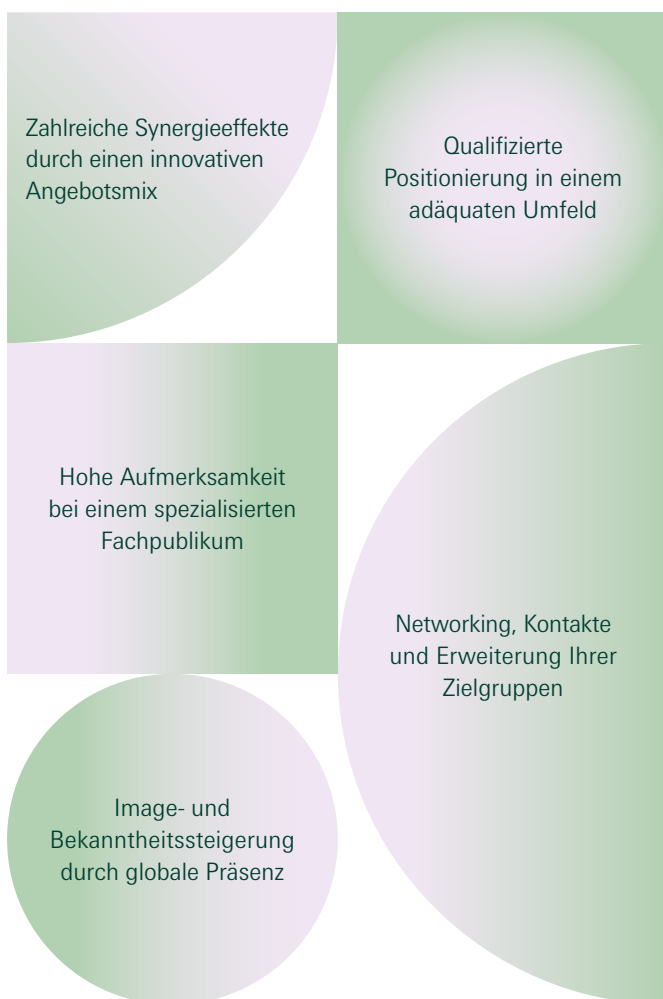 Zahlreiche Synergieeffekte
durch einen innovativen
Angebotsmix
Qualifizierte
Positionierung in einem
adäquaten Umfeld
Hohe Aufmerksamkeit
bei einem spezialisierten
Fachpublikum
Networking, Kontakte
und Erweiterung Ihrer
Zielgruppen
Image- und
Bekanntheitssteigerung
durch globale Präsenz